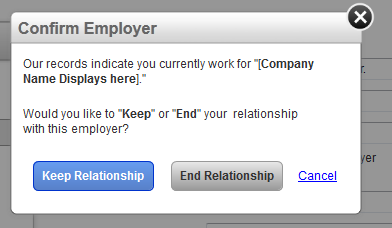 Confirm Employer
Our records indicate you currently work for "[Company
Name Displays here]."
r.
Would you like to "Keep" or "End" your relationship
with this employer?
yer
Keep Relationship
End Relationship
Cancel